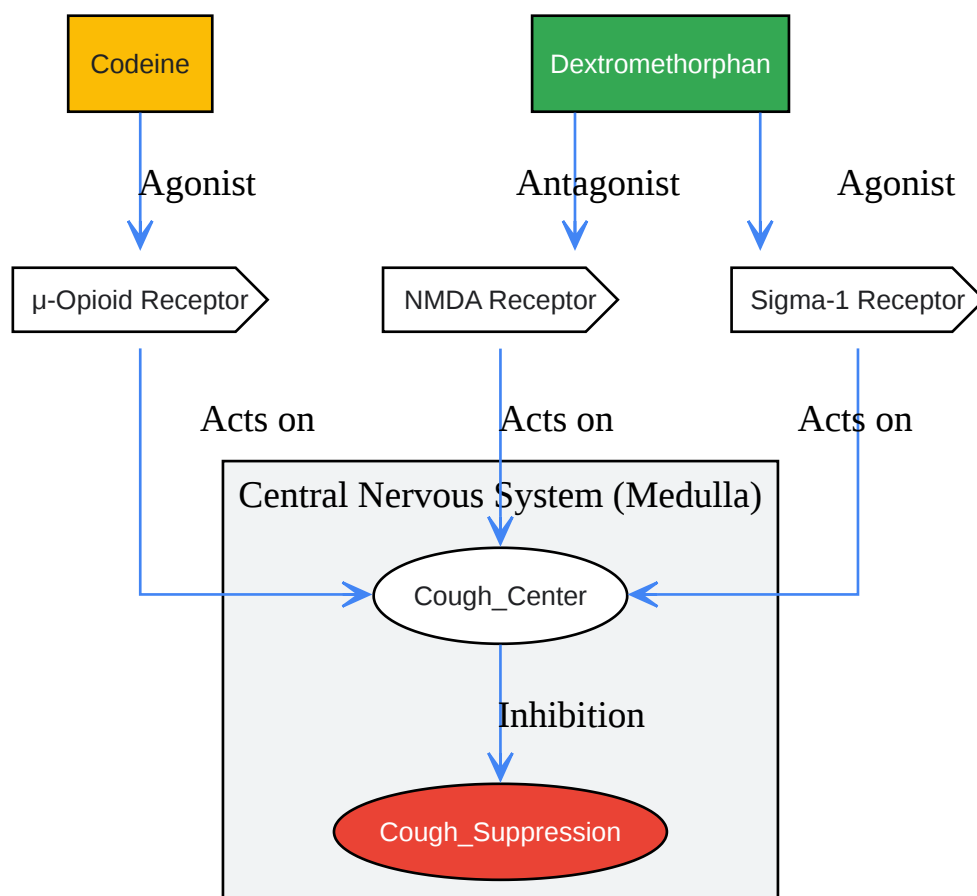 Codeine
Dextromethorphan
Agonist
Antagonist
Agonist
μ-Opioid Receptor
NMDA Receptor
Sigma-1 Receptor
Acts on
Acts on
Acts on
Central Nervous System (Medulla)
Cough_Center
Inhibition
Cough_Suppression